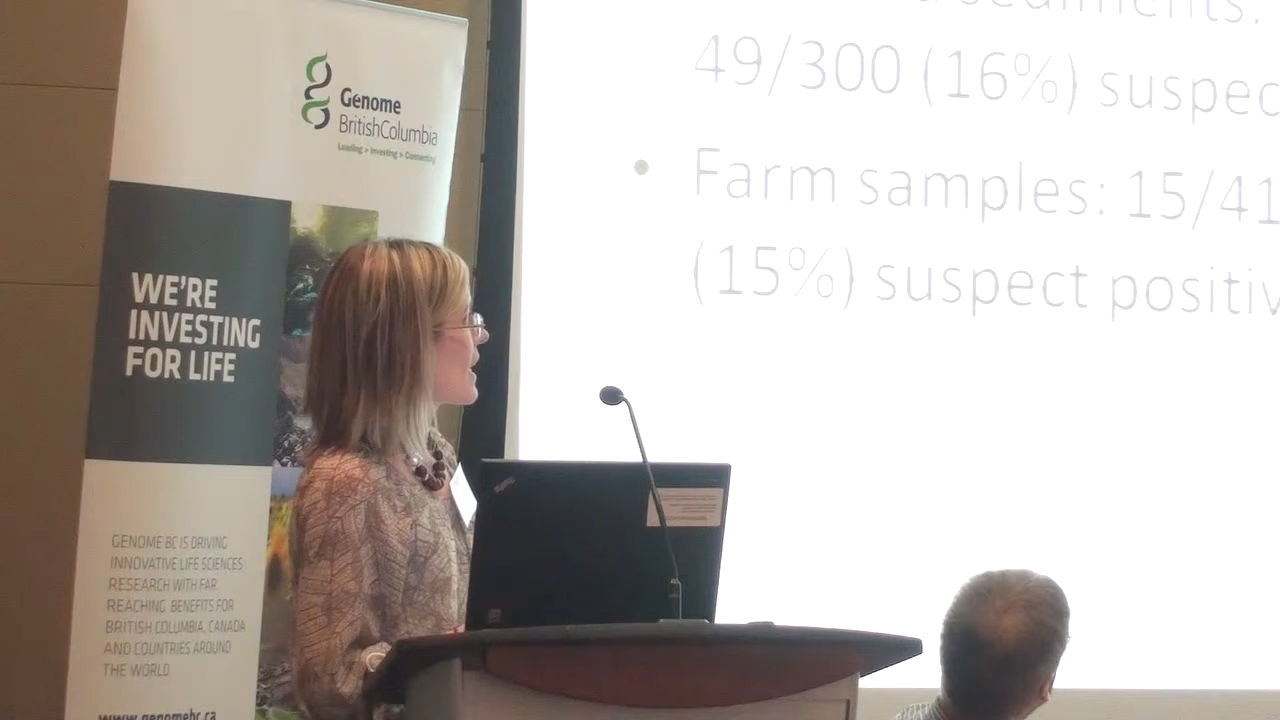 Genome
BritishColumbia
Leading > Investing > Connecting
WE'RE
INVESTING
FOR LIFE
GENOME BC IS DRIVING
INNOVATIVE LIFE SCIENCES
RESEARCH WITH FAR
REACHING BENEFITS FOR
BRITISH COLUMBIA, CANADA
AND COUNTRIES AROUND
THE WORLD
www.genomebc.ca
sediments:
49/300 (16%) suspec
• Farm samples: 15/41
(15%) suspect positiv